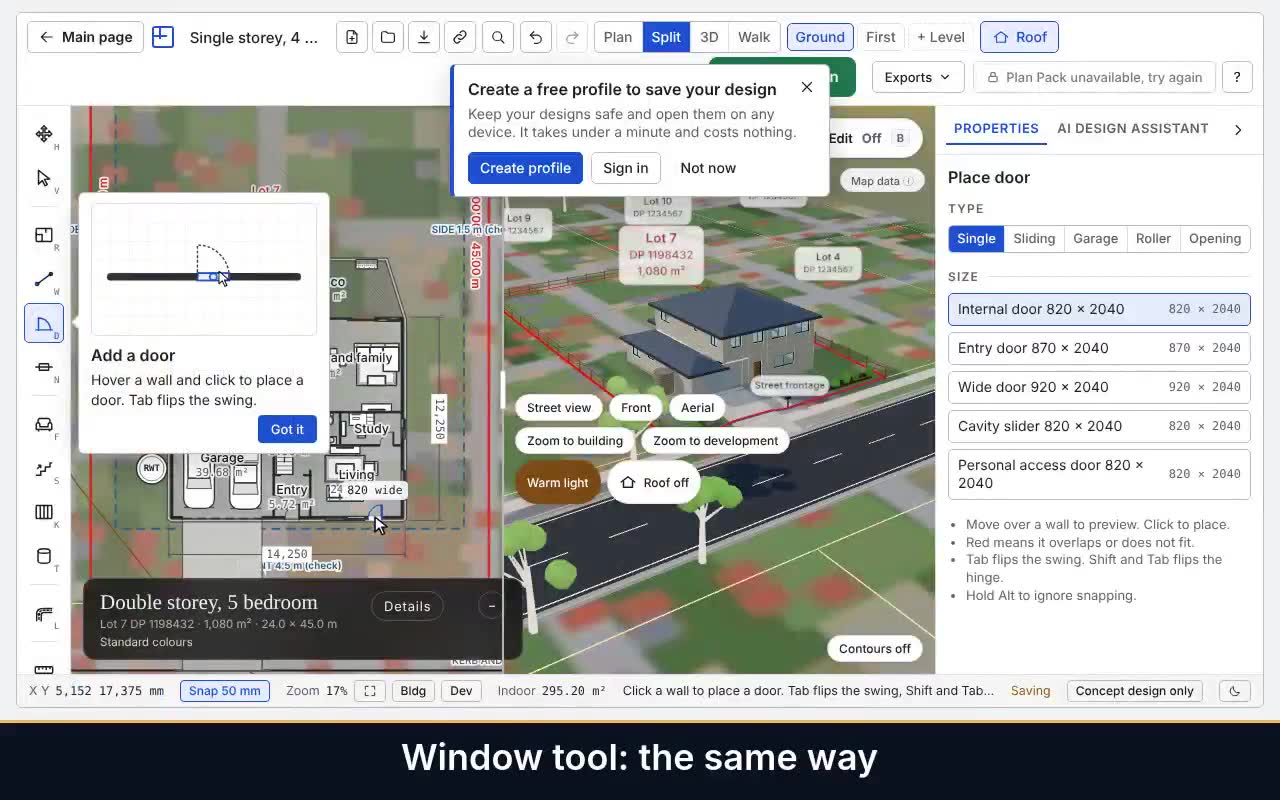 Main page
Single storey, 4 ...
Plan
Split
3D
Walk
Ground
First
+ Level
Roof
Exports
Plan Pack unavailable, try again
?
Create a free profile to save your design
Keep your designs safe and open them on any
device. It takes under a minute and costs nothing.
Create profile
Sign in
Not now
Edit Off B
Map data
H
V
R
W
D
N
F
S
K
T
L
Add a door
Hover a wall and click to place a
door. Tab flips the swing.
Got it
Lot 7
SIDE 1.5 m (che
45.00 m
and family
Study
12,250
Garage
39.68 m²
RWT
Living
Entry
5.72 m²
820 wide
14,250
NT 4.5 m (check)
Double storey, 5 bedroom
Details
Lot 7 DP 1198432 · 1,080 m² · 24.0 × 45.0 m
Standard colours
Lot 9
1234567
Lot 10
DP 1234567
DP 1234567
Lot 7
DP 1198432
1,080 m²
Lot 4
DP 1234567
Street frontage
Street view
Front
Aerial
Zoom to building
Zoom to development
Warm light
Roof off
Contours off
PROPERTIES
AI DESIGN ASSISTANT
Place door
TYPE
Single
Sliding
Garage
Roller
Opening
SIZE
Internal door 820 × 2040 820 × 2040
Entry door 870 × 2040 870 × 2040
Wide door 920 × 2040 920 × 2040
Cavity slider 820 × 2040 820 × 2040
Personal access door 820 ×
2040 820 × 2040
• Move over a wall to preview. Click to place.
• Red means it overlaps or does not fit.
• Tab flips the swing. Shift and Tab flips the
hinge.
• Hold Alt to ignore snapping.
X Y 5,152 17,375 mm
Snap 50 mm
Zoom 17%
Bldg
Dev
Indoor 295.20 m²
Click a wall to place a door. Tab flips the swing, Shift and Tab...
Saving
Concept design only
Window tool: the same way